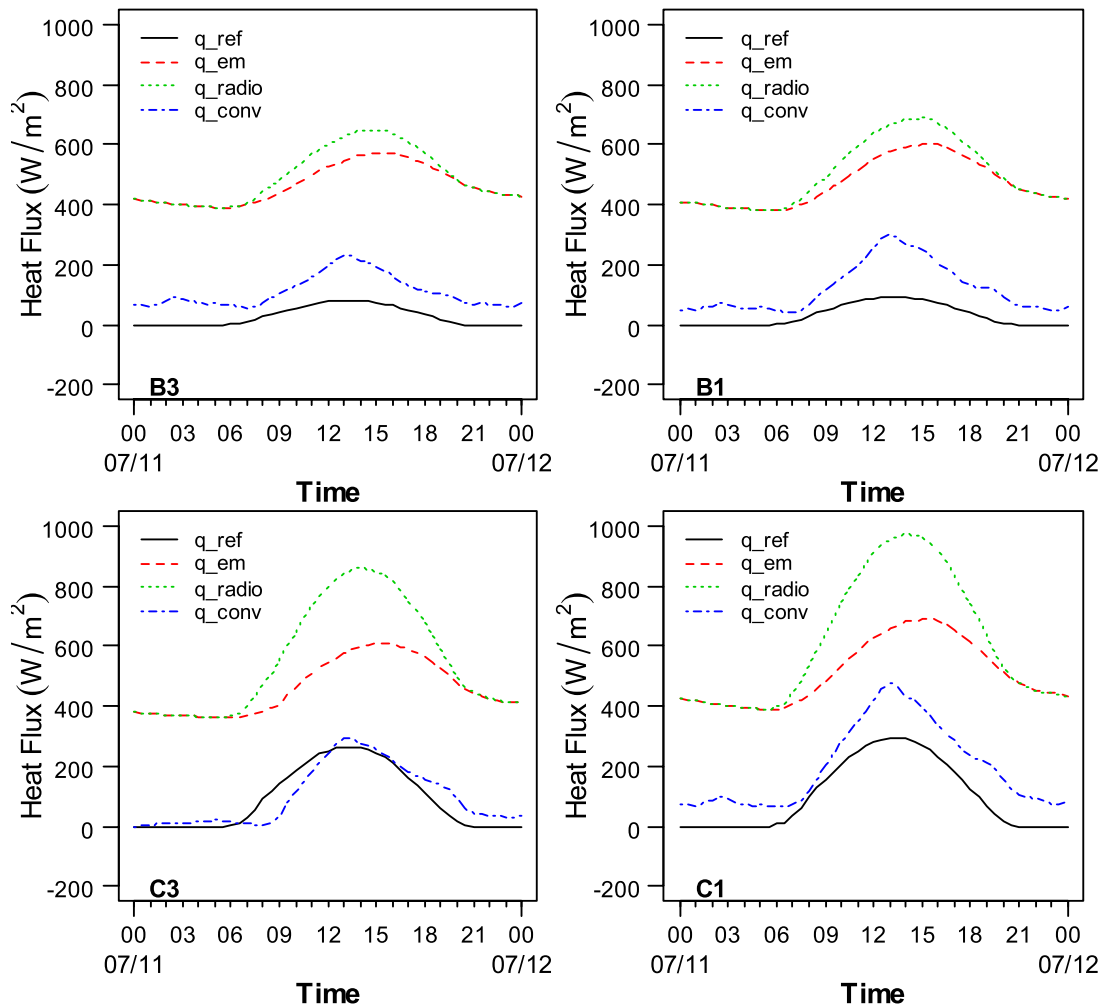 Heat Flux (W/m²)
1000
800
600
400
200
0
-200
q_ref
q_em
q_radio
q_conv
B3
00 03 06 09 12 15 18 21 00
07/11 07/12
Time
Heat Flux (W/m²)
1000
800
600
400
200
0
-200
q_ref
q_em
q_radio
q_conv
B1
00 03 06 09 12 15 18 21 00
07/11 07/12
Time
Heat Flux (W/m²)
1000
800
600
400
200
0
-200
q_ref
q_em
q_radio
q_conv
C3
00 03 06 09 12 15 18 21 00
07/11 07/12
Time
Heat Flux (W/m²)
1000
800
600
400
200
0
-200
q_ref
q_em
q_radio
q_conv
C1
00 03 06 09 12 15 18 21 00
07/11 07/12
Time